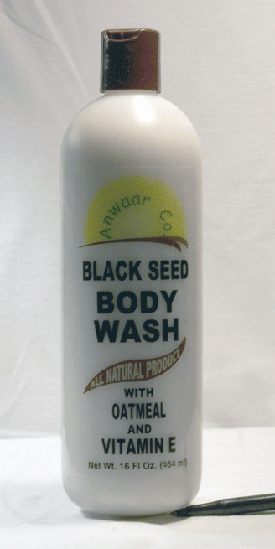 Anwaar Co.
BLACK SEED
BODY
WASH
ALL NATURAL PRODUCT
WITH
OATMEAL
AND
VITAMIN E
Net Wt. 16 Fl Oz. (454 ml)